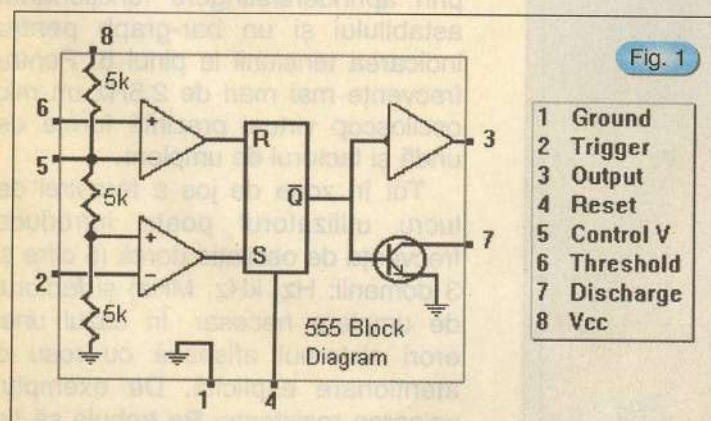 Fig. 1
8
5k
6
5
5k
2
5k
+
−
+
−
R
Q̅
S
3
7
555 Block
Diagram
1
4
1 Ground
2 Trigger
3 Output
4 Reset
5 Control V
6 Threshold
7 Discharge
8 Vcc